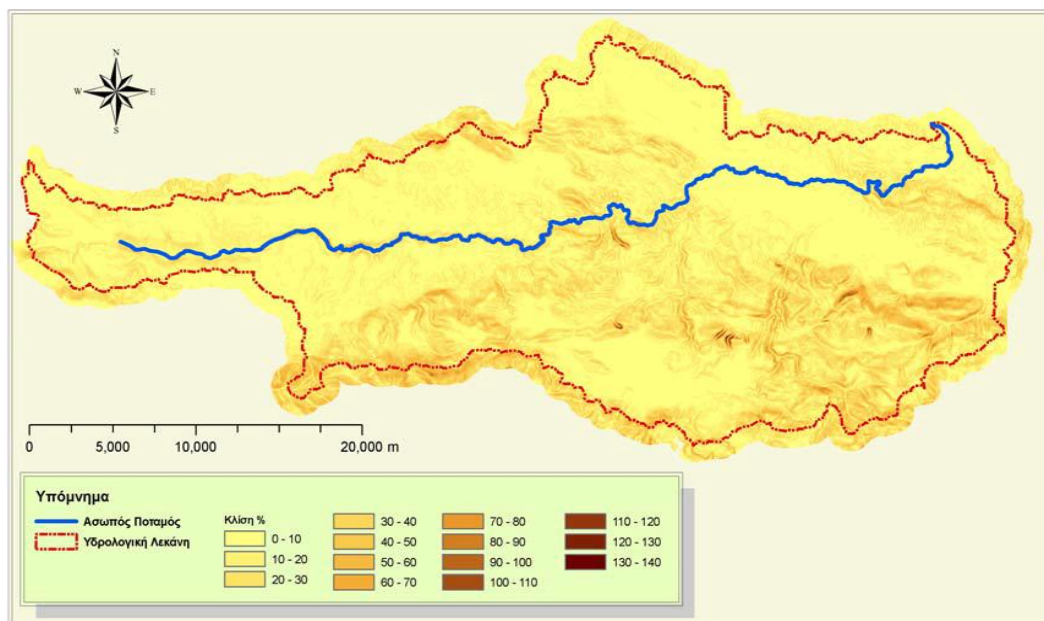 N
W E
S
0 5,000 10,000 20,000 m
Υπόμνημα
Ασωπός Ποταμός
Υδρολογική Λεκάνη
Κλίση %
0 - 10
10 - 20
20 - 30
30 - 40
40 - 50
50 - 60
60 - 70
70 - 80
80 - 90
90 - 100
100 - 110
110 - 120
120 - 130
130 - 140